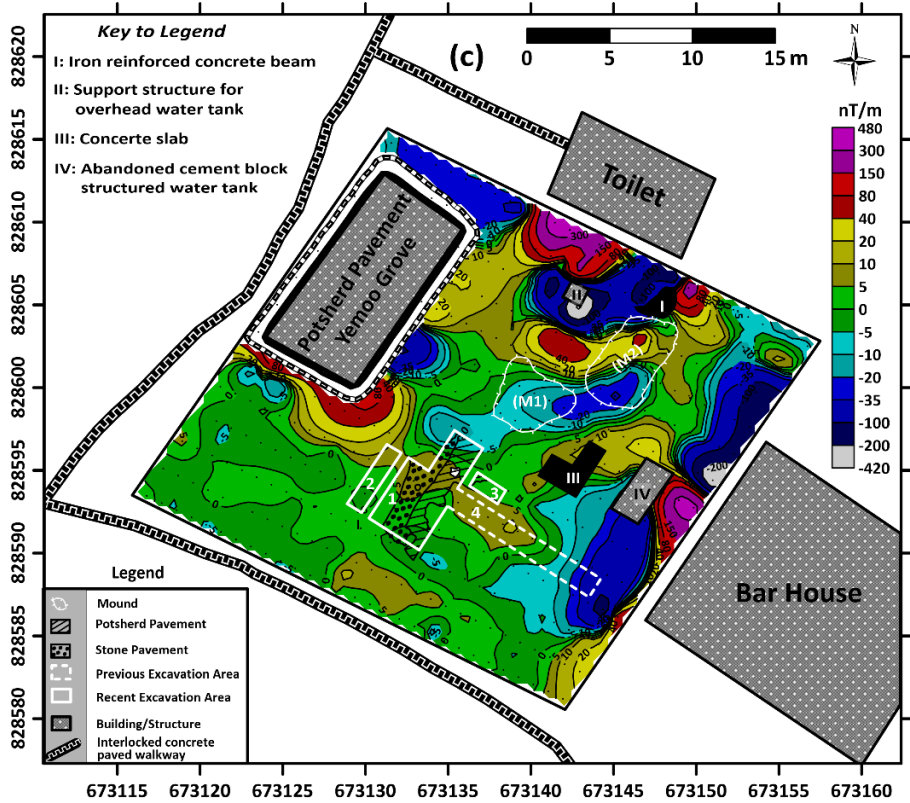 Key to Legend
I: Iron reinforced concrete beam
II: Support structure for
overhead water tank
III: Concerte slab
IV: Abandoned cement block
structured water tank
(c)
0 5 10 15 m
N
nT/m
480
300
150
80
40
20
10
5
0
-5
-10
-20
-35
-100
-200
-420
Toilet
Potsherd Pavement
Yemoo Grove
II
I
(M1)
(M2)
III
IV
1
2
3
4
Bar House
Legend
Mound
Potsherd Pavement
Stone Pavement
Previous Excavation Area
Recent Excavation Area
Building/Structure
Interlocked concrete
paved walkway
828620
828615
828610
828605
828600
828595
828590
828585
828580
673115 673120 673125 673130 673135 673140 673145 673150 673155 673160